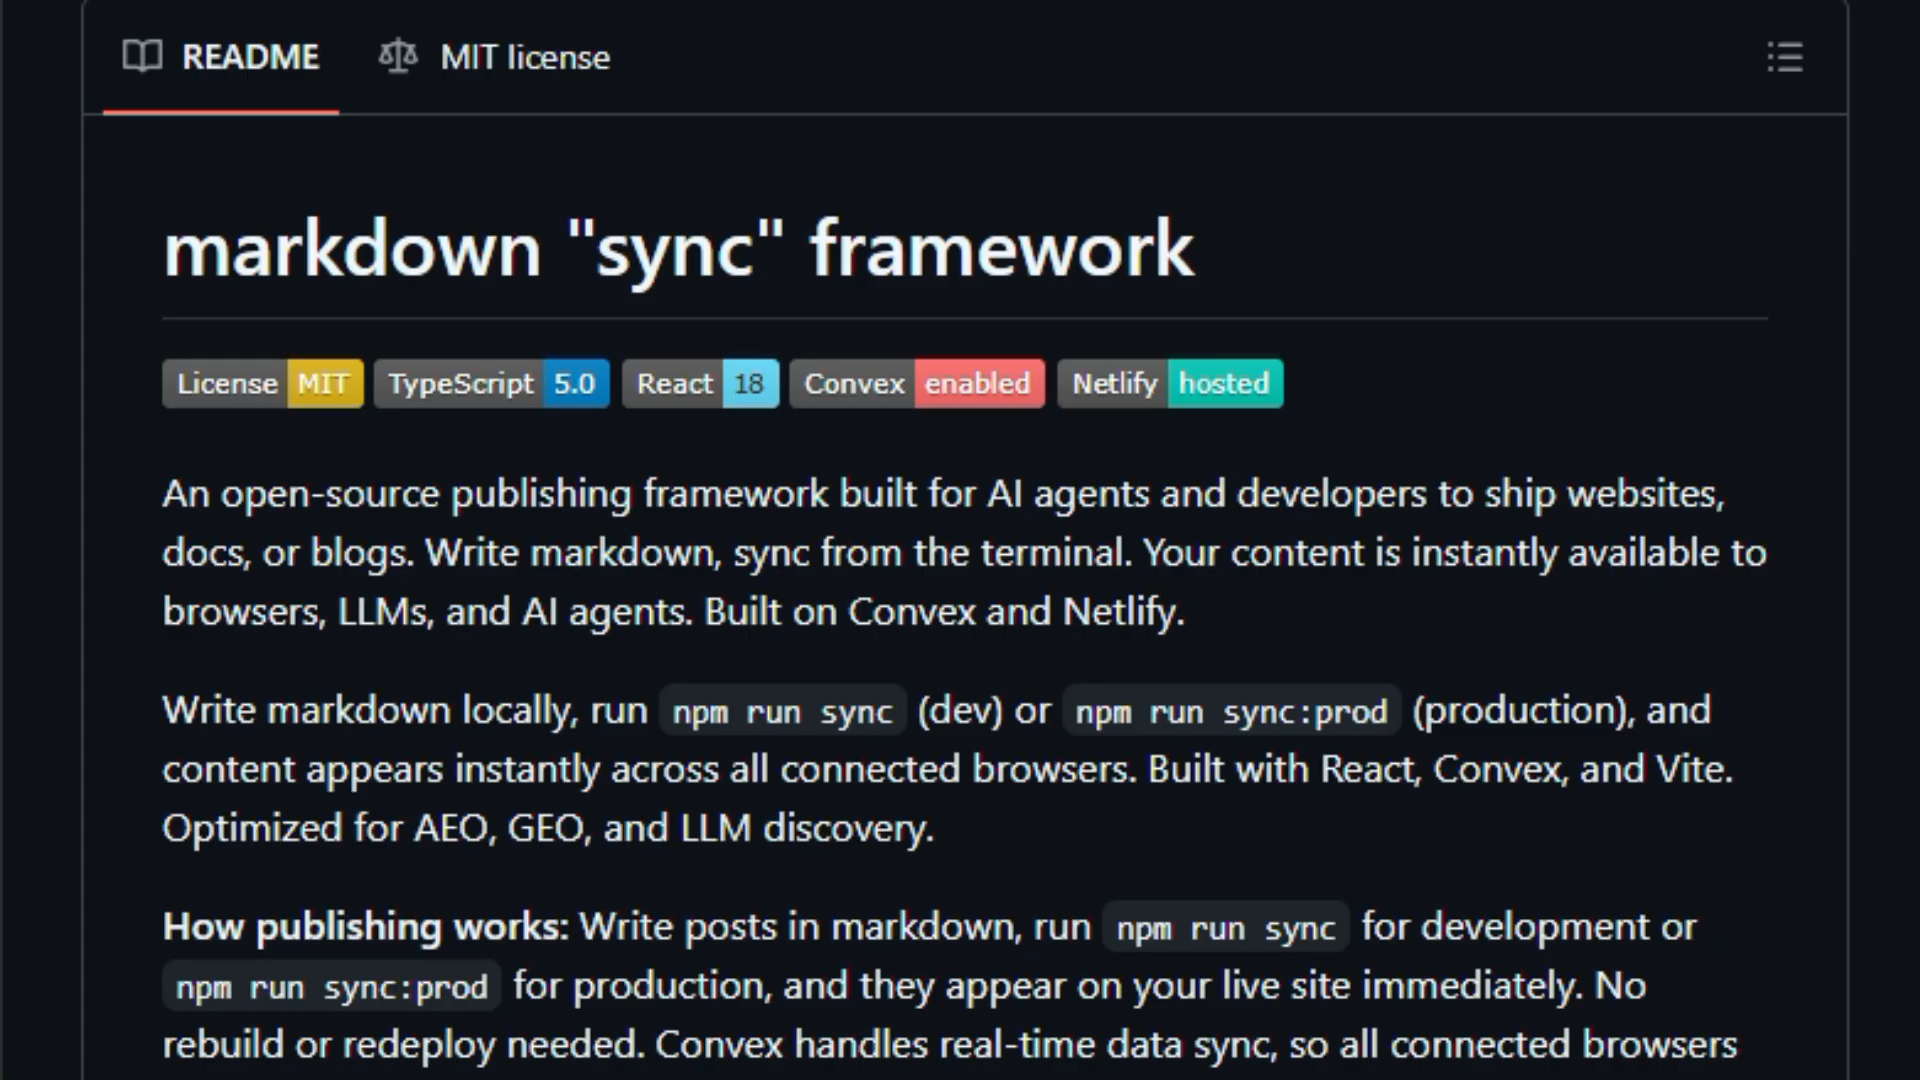 README MIT license
markdown "sync" framework
License MIT TypeScript 5.0 React 18 Convex enabled Netlify hosted
An open-source publishing framework built for AI agents and developers to ship websites,
docs, or blogs. Write markdown, sync from the terminal. Your content is instantly available to
browsers, LLMs, and AI agents. Built on Convex and Netlify.
Write markdown locally, run npm run sync (dev) or npm run sync:prod (production), and
content appears instantly across all connected browsers. Built with React, Convex, and Vite.
Optimized for AEO, GEO, and LLM discovery.
How publishing works: Write posts in markdown, run npm run sync for development or
npm run sync:prod for production, and they appear on your live site immediately. No
rebuild or redeploy needed. Convex handles real-time data sync, so all connected browsers